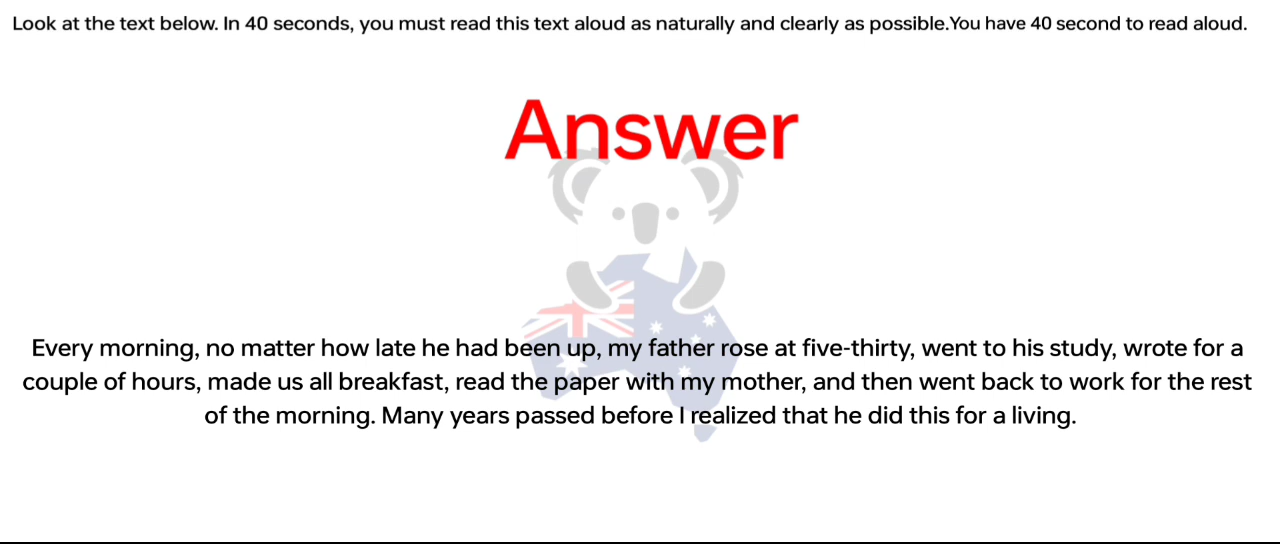 Look at the text below. In 40 seconds, you must read this text aloud as naturally and clearly as possible.You have 40 second to read aloud.
Answer
Every morning, no matter how late he had been up, my father rose at five-thirty, went to his study, wrote for a
couple of hours, made us all breakfast, read the paper with my mother, and then went back to work for the rest
of the morning. Many years passed before I realized that he did this for a living.